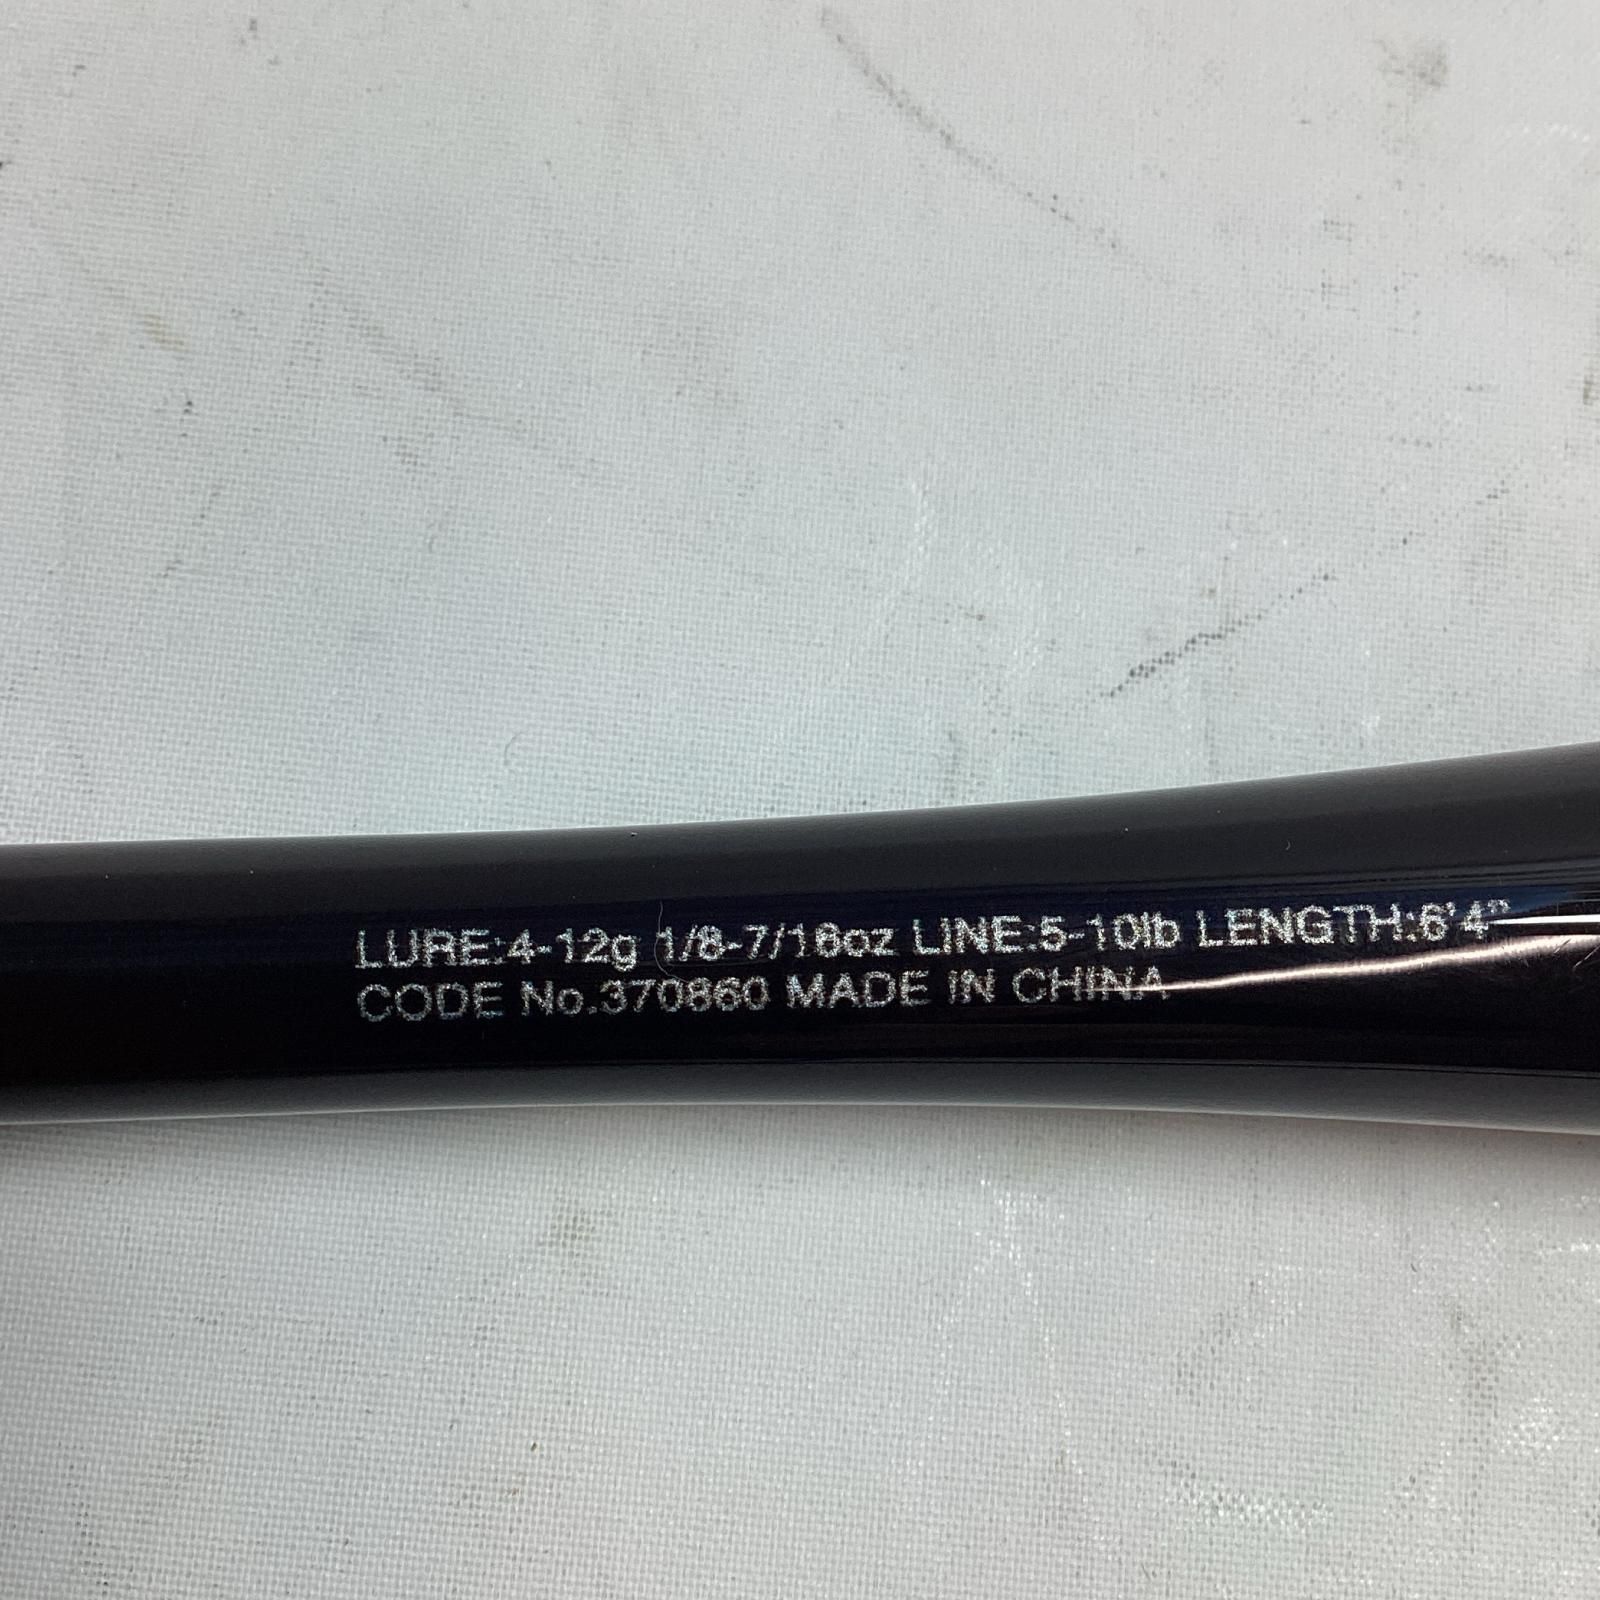 LURE:4-12g 1/8-7/16oz LINE:5-10lb LENGTH:6'4"
CODE No.370860 MADE IN CHINA